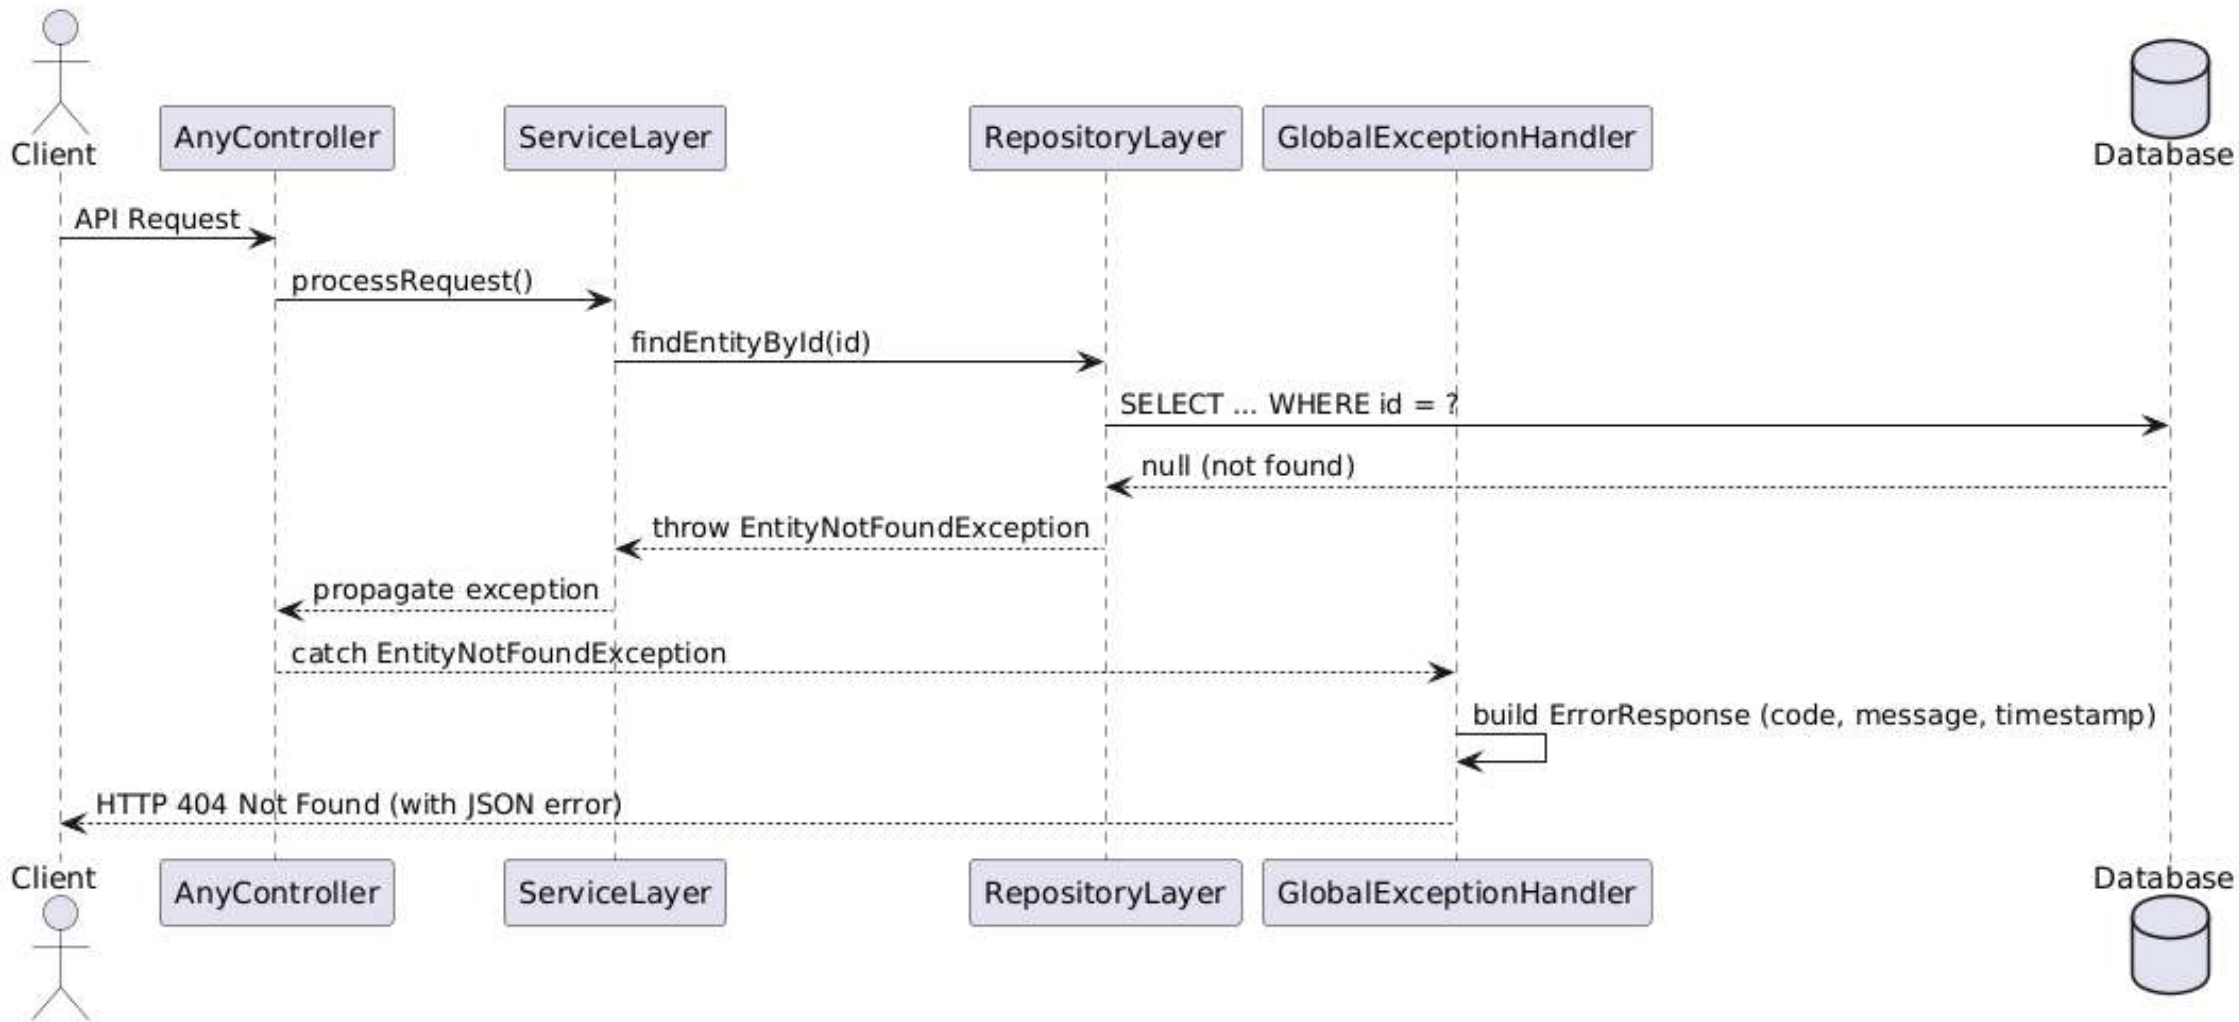 Client
AnyController
ServiceLayer
RepositoryLayer
GlobalExceptionHandler
Database
API Request
processRequest()
findEntityById(id)
SELECT ... WHERE id = ?
null (not found)
throw EntityNotFoundException
propagate exception
catch EntityNotFoundException
build ErrorResponse (code, message, timestamp)
HTTP 404 Not Found (with JSON error)
Client
AnyController
ServiceLayer
RepositoryLayer
GlobalExceptionHandler
Database